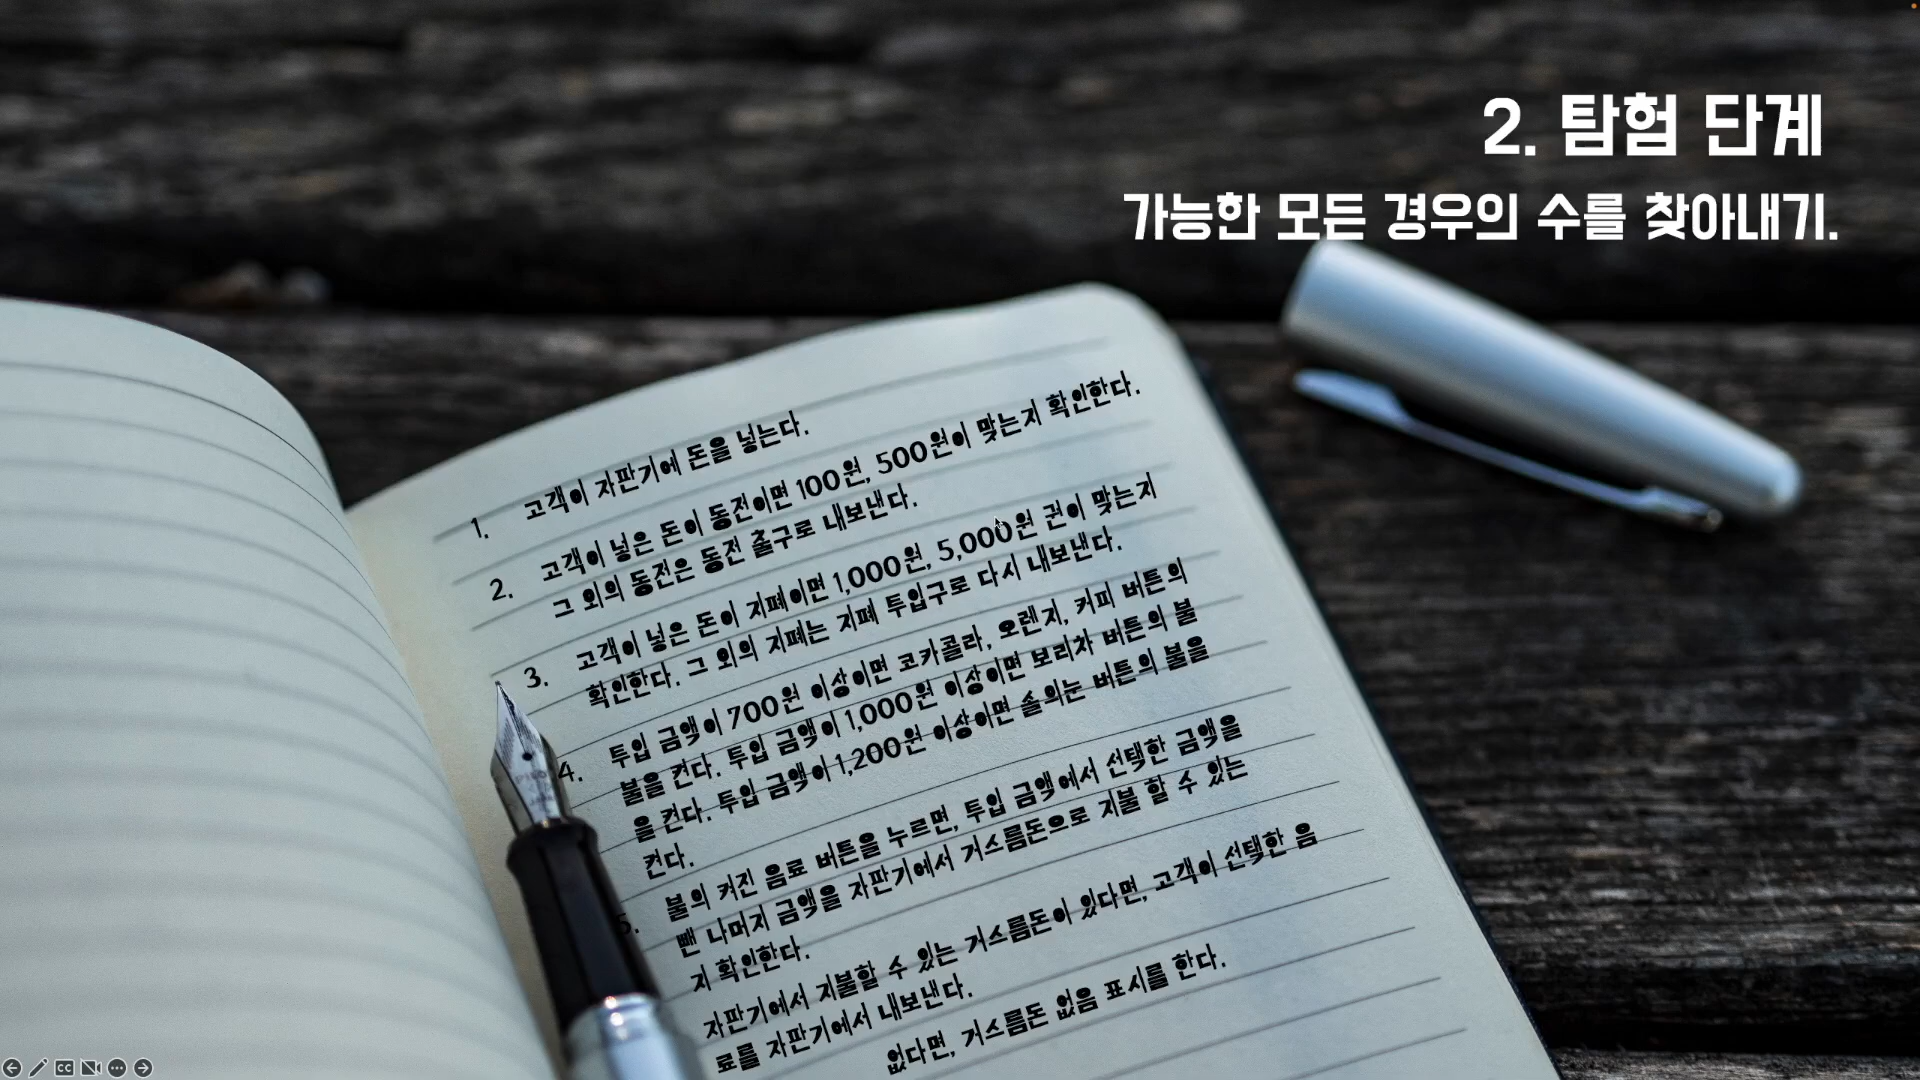 2. 탐험 단계
가능한 모든 경우의 수를 찾아내기.
1. 고객이 자판기에 돈을 넣는다.
2. 고객이 넣은 돈이 동전이면 100원, 500원이 맞는지 확인한다.
그 외의 동전은 동전 출구로 내보낸다.
3. 고객이 넣은 돈이 지폐이면 1,000원, 5,000원 권이 맞는지
확인한다. 그 외의 지폐는 지폐 투입구로 다시 내보낸다.
4. 투입 금액이 700원 이상이면 코카콜라, 오렌지, 커피 버튼의
불을 켠다. 투입 금액이 1,000원 이상이면 보리차 버튼의 불
을 켠다. 투입 금액이 1,200원 이상이면 솔의눈 버튼의 불을
켠다.
5. 불의 켜진 음료 버튼을 누르면, 투입 금액에서 선택한 금액을
뺀 나머지 금액을 자판기에서 거스름돈으로 지불 할 수 있는
지 확인한다.
자판기에서 지불할 수 있는 거스름돈이 있다면, 고객이 선택한 음
료를 자판기에서 내보낸다.
없다면, 거스름돈 없음 표시를 한다.
CC